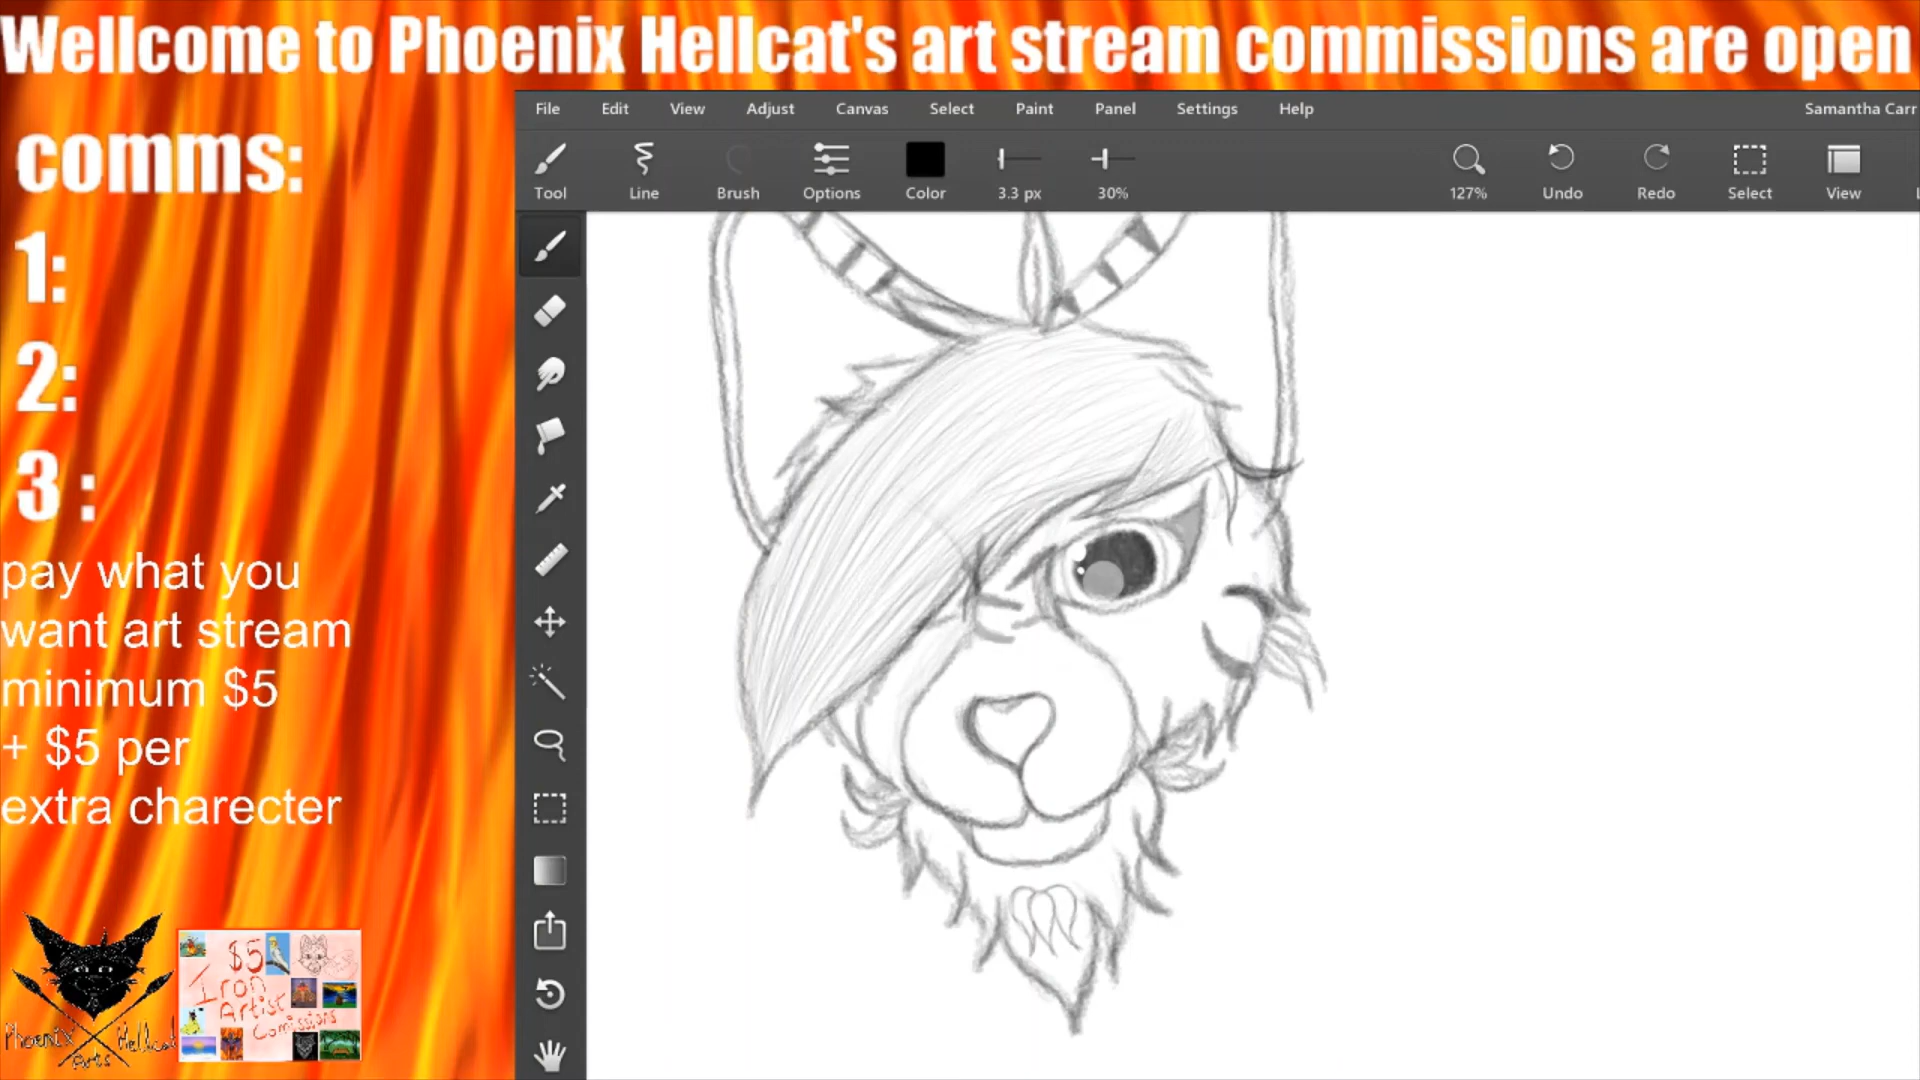 Wellcome to Phoenix Hellcat's art stream commissions are open
File Edit View Adjust Canvas Select Paint Panel Settings Help Samantha Carr
comms:
Tool Line Brush Options Color 3.3 px 30% 127% Undo Redo Select View
1:
2:
3 :
pay what you
want art stream
minimum $5
+ $5 per
extra charecter
$5
Iron
Artist
Comissions
Phoenix Hellcat
Arts